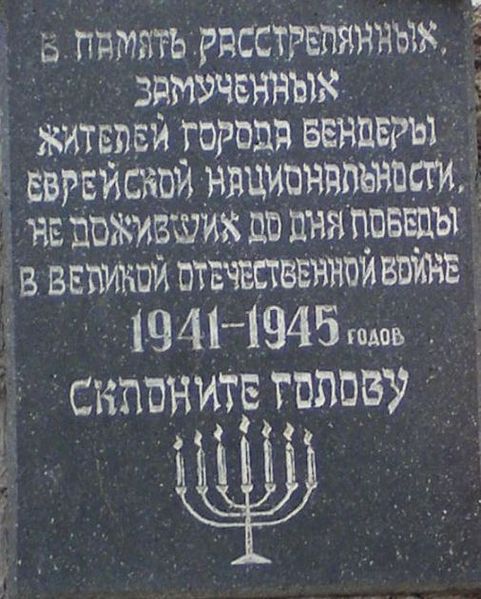 В ПАМЯТЬ РАССТРЕЛЯННЫХ,
ЗАМУЧЕННЫХ
ЖИТЕЛЕЙ ГОРОДА БЕНДЕРЫ
ЕВРЕЙСКОЙ НАЦИОНАЛЬНОСТИ,
НЕ ДОЖИВШИХ ДО ДНЯ ПОБЕДЫ
В ВЕЛИКОЙ ОТЕЧЕСТВЕННОЙ ВОЙНЕ
1941-1945 ГОДОВ
СКЛОНИТЕ ГОЛОВУ